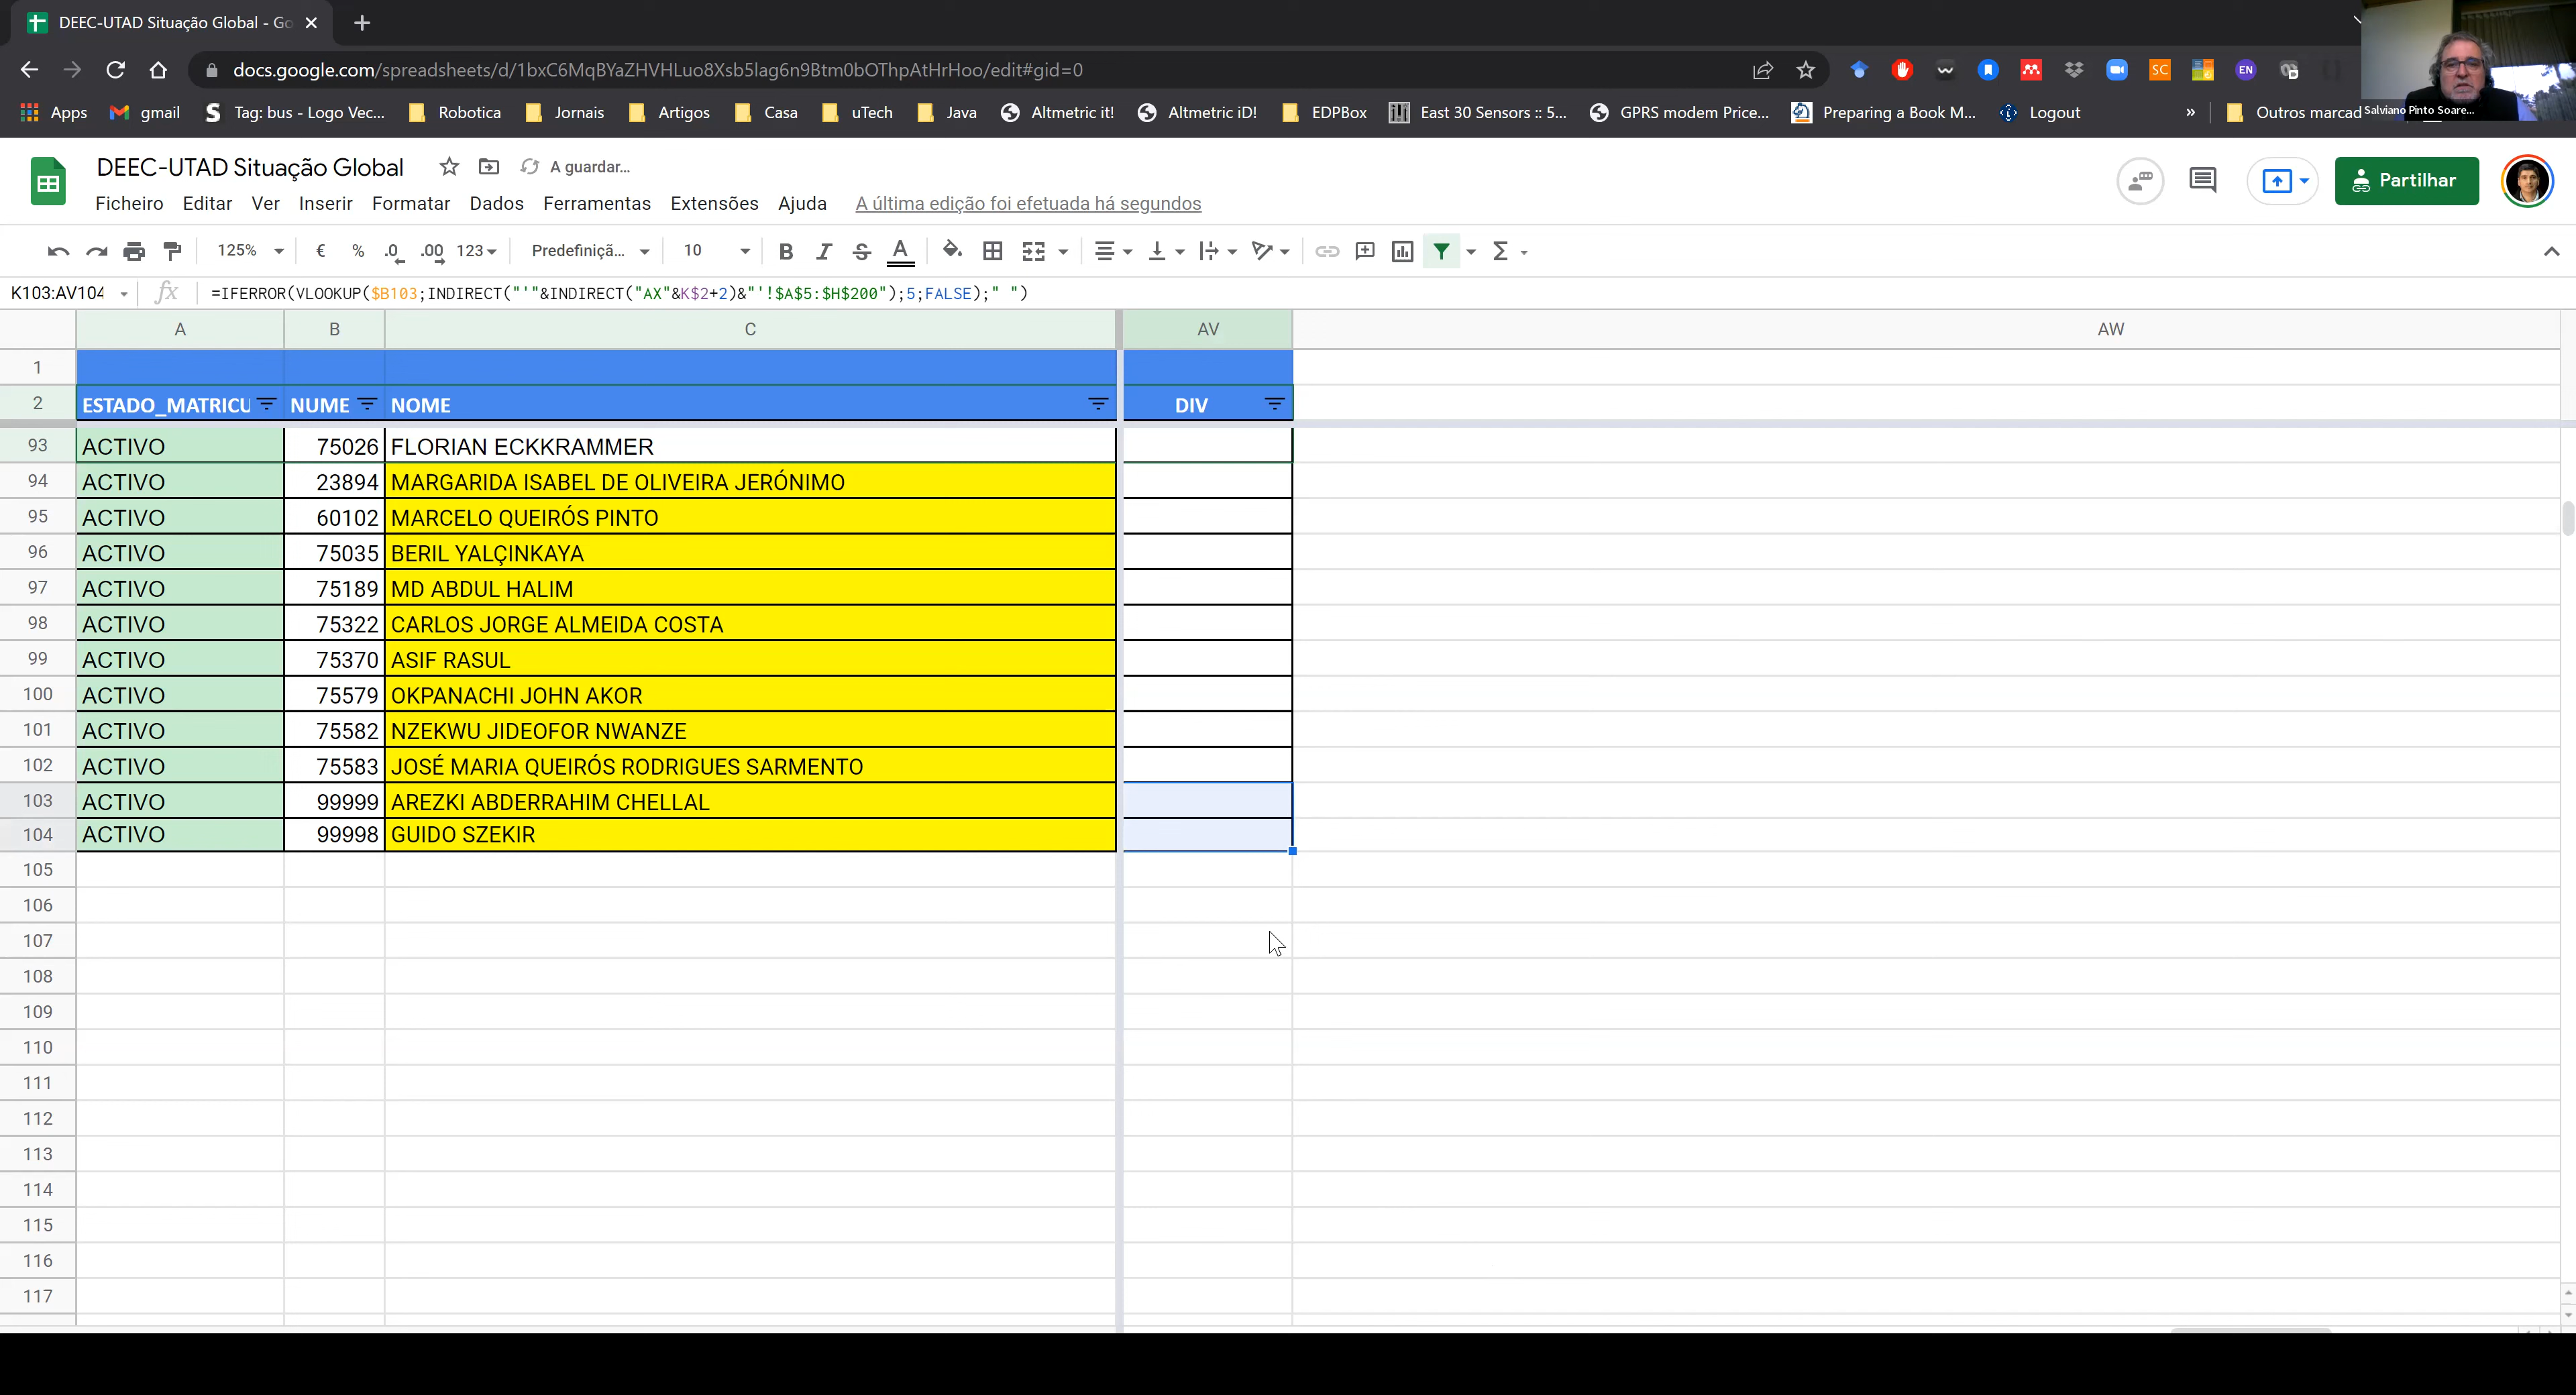 DEEC-UTAD Situação Global - Go
docs.google.com/spreadsheets/d/1bxC6MqBYaZHVHLuo8Xsb5lag6n9Btm0bOThpAtHrHoo/edit#gid=0
SC
EN
Salviano Pinto Soare...
Apps
gmail
Tag: bus - Logo Vec...
Robotica
Jornais
Artigos
Casa
uTech
Java
Altmetric it!
Altmetric iD!
EDPBox
East 30 Sensors :: 5...
GPRS modem Price...
Preparing a Book M...
Logout
»
Outros marcad
DEEC-UTAD Situação Global
A guardar...
Partilhar
Ficheiro Editar Ver Inserir Formatar Dados Ferramentas Extensões Ajuda A última edição foi efetuada há segundos
125% € % .0 .00 123 Predefiniçã... 10 B I S A Σ
K103:AV104 fx =IFERROR(VLOOKUP($B103;INDIRECT("'"&INDIRECT("AX"&K$2+2)&"'!$A$5:$H$200");5;FALSE);" ")
A B C AV AW
1
2 ESTADO_MATRICU NUME NOME DIV
93 ACTIVO 75026 FLORIAN ECKKRAMMER
94 ACTIVO 23894 MARGARIDA ISABEL DE OLIVEIRA JERÓNIMO
95 ACTIVO 60102 MARCELO QUEIRÓS PINTO
96 ACTIVO 75035 BERIL YALÇINKAYA
97 ACTIVO 75189 MD ABDUL HALIM
98 ACTIVO 75322 CARLOS JORGE ALMEIDA COSTA
99 ACTIVO 75370 ASIF RASUL
100 ACTIVO 75579 OKPANACHI JOHN AKOR
101 ACTIVO 75582 NZEKWU JIDEOFOR NWANZE
102 ACTIVO 75583 JOSÉ MARIA QUEIRÓS RODRIGUES SARMENTO
103 ACTIVO 99999 AREZKI ABDERRAHIM CHELLAL
104 ACTIVO 99998 GUIDO SZEKIR
105
106
107
108
109
110
111
112
113
114
115
116
117